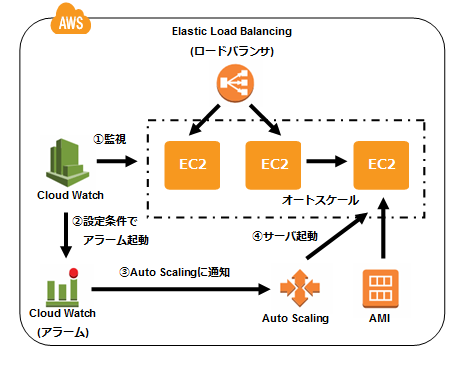 AWS
Elastic Load Balancing
(ロードバランサ)
①監視
EC2
EC2
EC2
Cloud Watch
オートスケール
②設定条件で
アラーム起動
④サーバ起動
③Auto Scalingに通知
Cloud Watch
(アラーム)
Auto Scaling
AMI